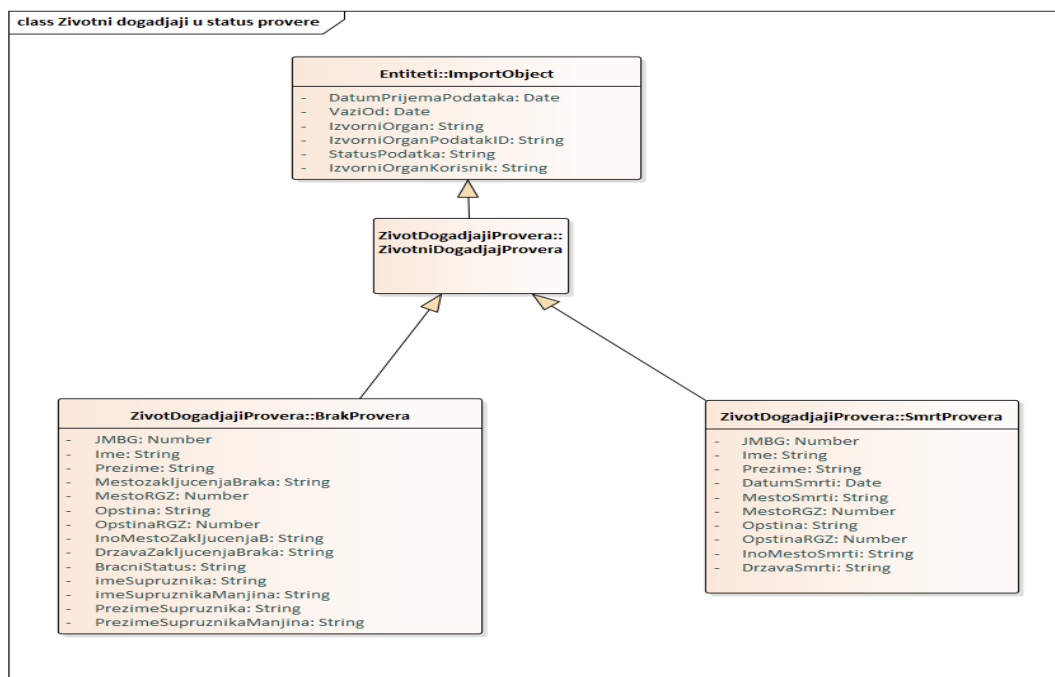 class Zivotni dogadjaji u status provere
Entiteti::ImportObject
- DatumPrijemaPodataka: Date
- VaziOd: Date
- IzvorniOrgan: String
- IzvorniOrganPodatakID: String
- StatusPodatka: String
- IzvorniOrganKorisnik: String
ZivotDogadjajiProvera::
ZivotniDogadjajProvera
ZivotDogadjajiProvera::BrakProvera
- JMBG: Number
- Ime: String
- Prezime: String
- MestozakljucenjaBraka: String
- MestoRGZ: Number
- Opstina: String
- OpstinaRGZ: Number
- InoMestoZakljucenjaB: String
- DrzavaZakljucenjaBraka: String
- BracniStatus: String
- imeSupruznika: String
- imeSupruznikaManjina: String
- PrezimeSupruznika: String
- PrezimeSupruznikaManjina: String
ZivotDogadjajiProvera::SmrtProvera
- JMBG: Number
- Ime: String
- Prezime: String
- DatumSmrti: Date
- MestoSmrti: String
- MestoRGZ: Number
- Opstina: String
- OpstinaRGZ: Number
- InoMestoSmrti: String
- DrzavaSmrti: String